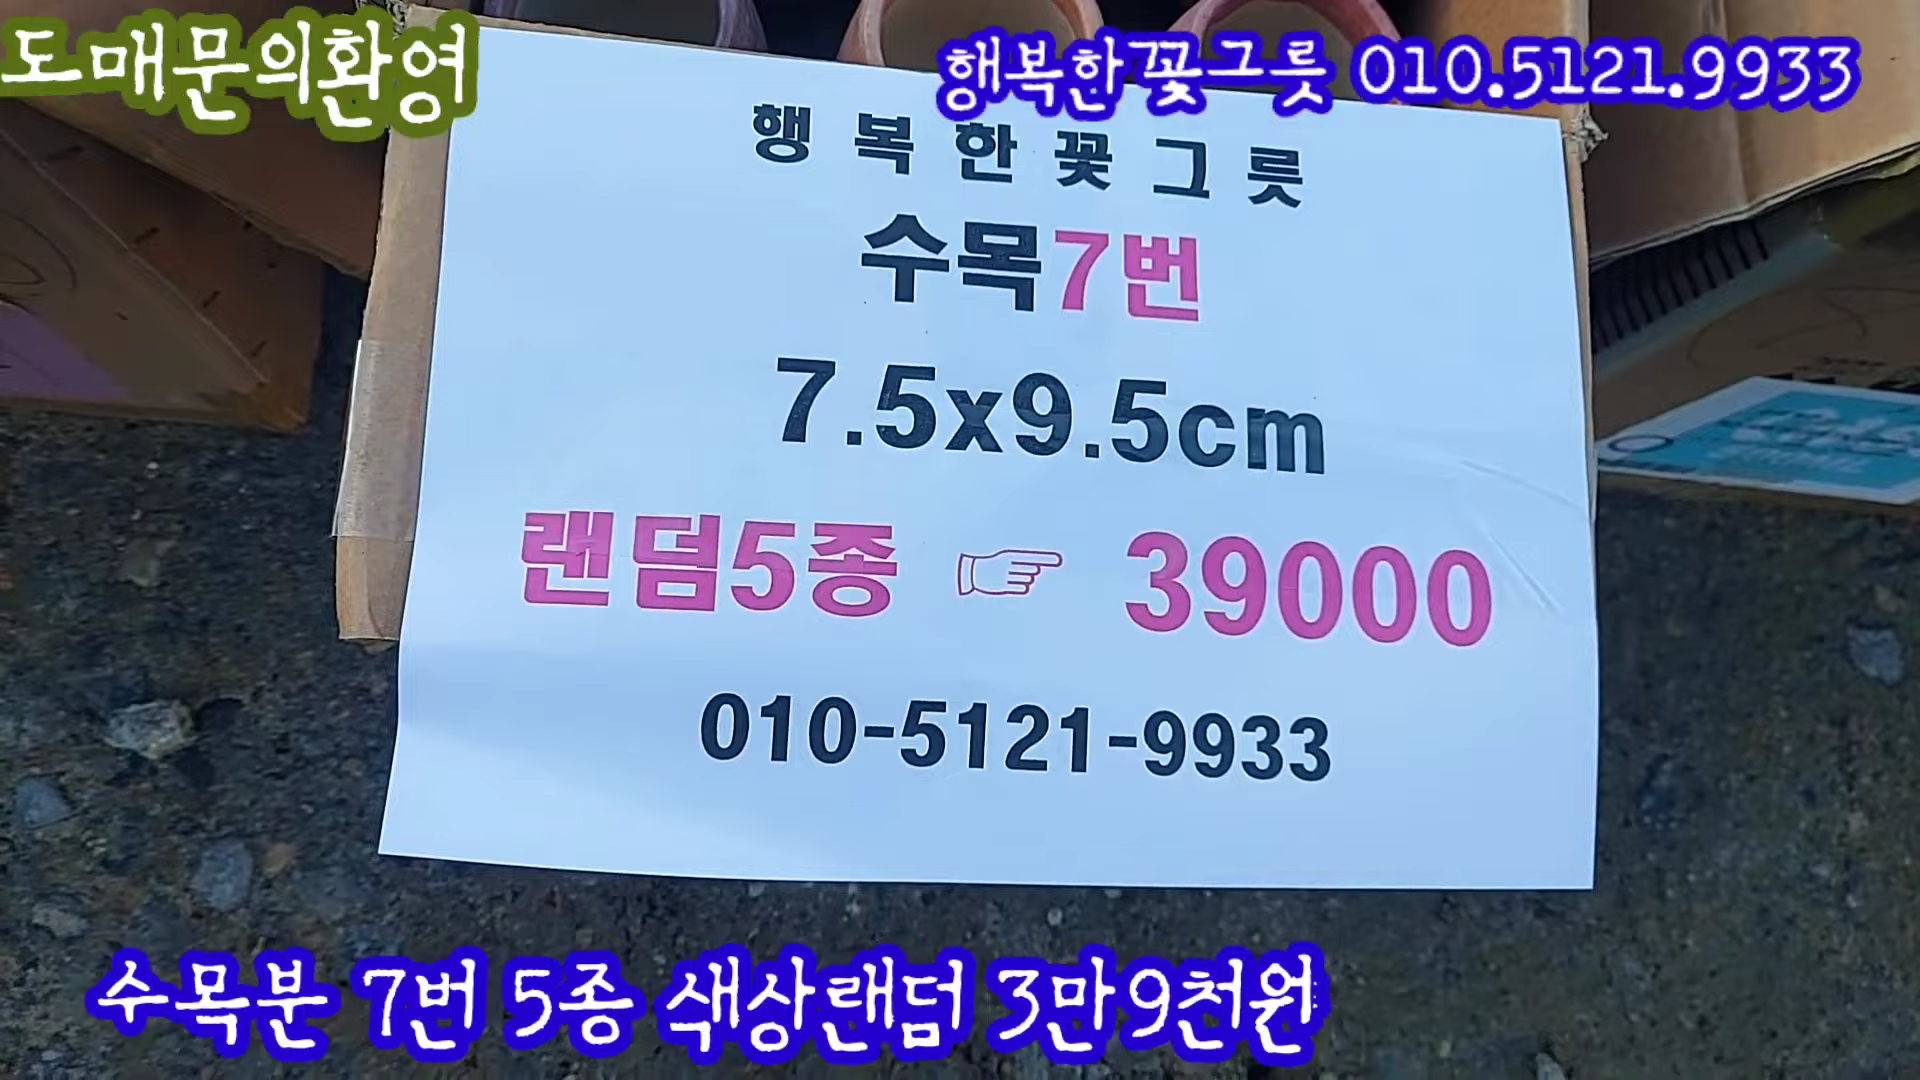 도매문의환영
행복한꽃그릇 010.5121.9933
행복한꽃그릇
수목7번
7.5x9.5cm
랜덤5종 ☞ 39000
010-5121-9933
수목분 7번 5종 색상랜덤 3만9천원